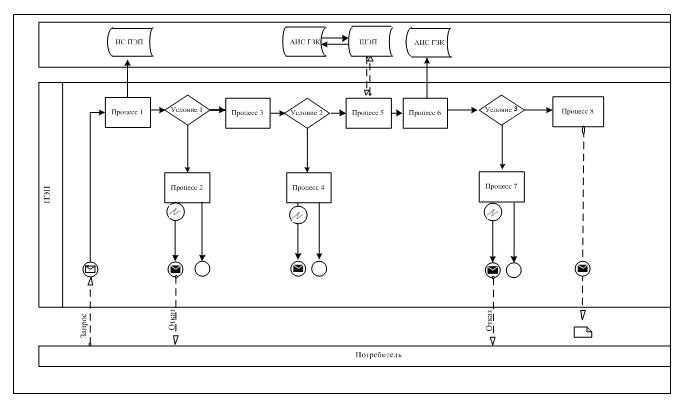 ИС ПЭП
АИС ГЗК
ШЭП
АИС ГЗК
Процесс 1
Условие 1
Процесс 3
Условие 2
Процесс 5
Процесс 6
Условие 3
Процесс 8
Процесс 2
Процесс 4
Процесс 7
ПЭП
Запрос
Отказ
Отказ
Потребитель